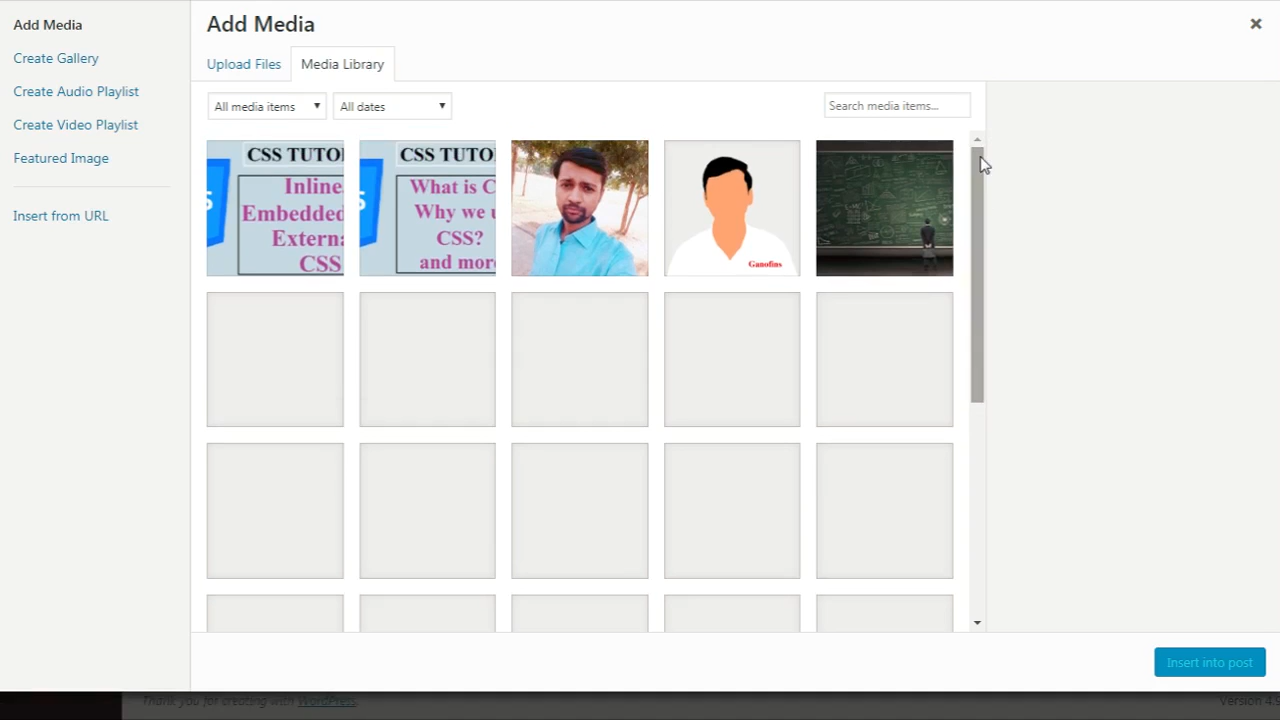 Add Media
Create Gallery
Create Audio Playlist
Create Video Playlist
Featured Image
Insert from URL
Add Media
Upload Files
Media Library
All media items
All dates
Search media items...
CSS TUTO
Inline
Embedded
Externa
CSS
CSS TUTO
What is C
Why we u
CSS?
and more
Ganofins
Insert into post
Thank you for creating with WordPress.
Version 4.9